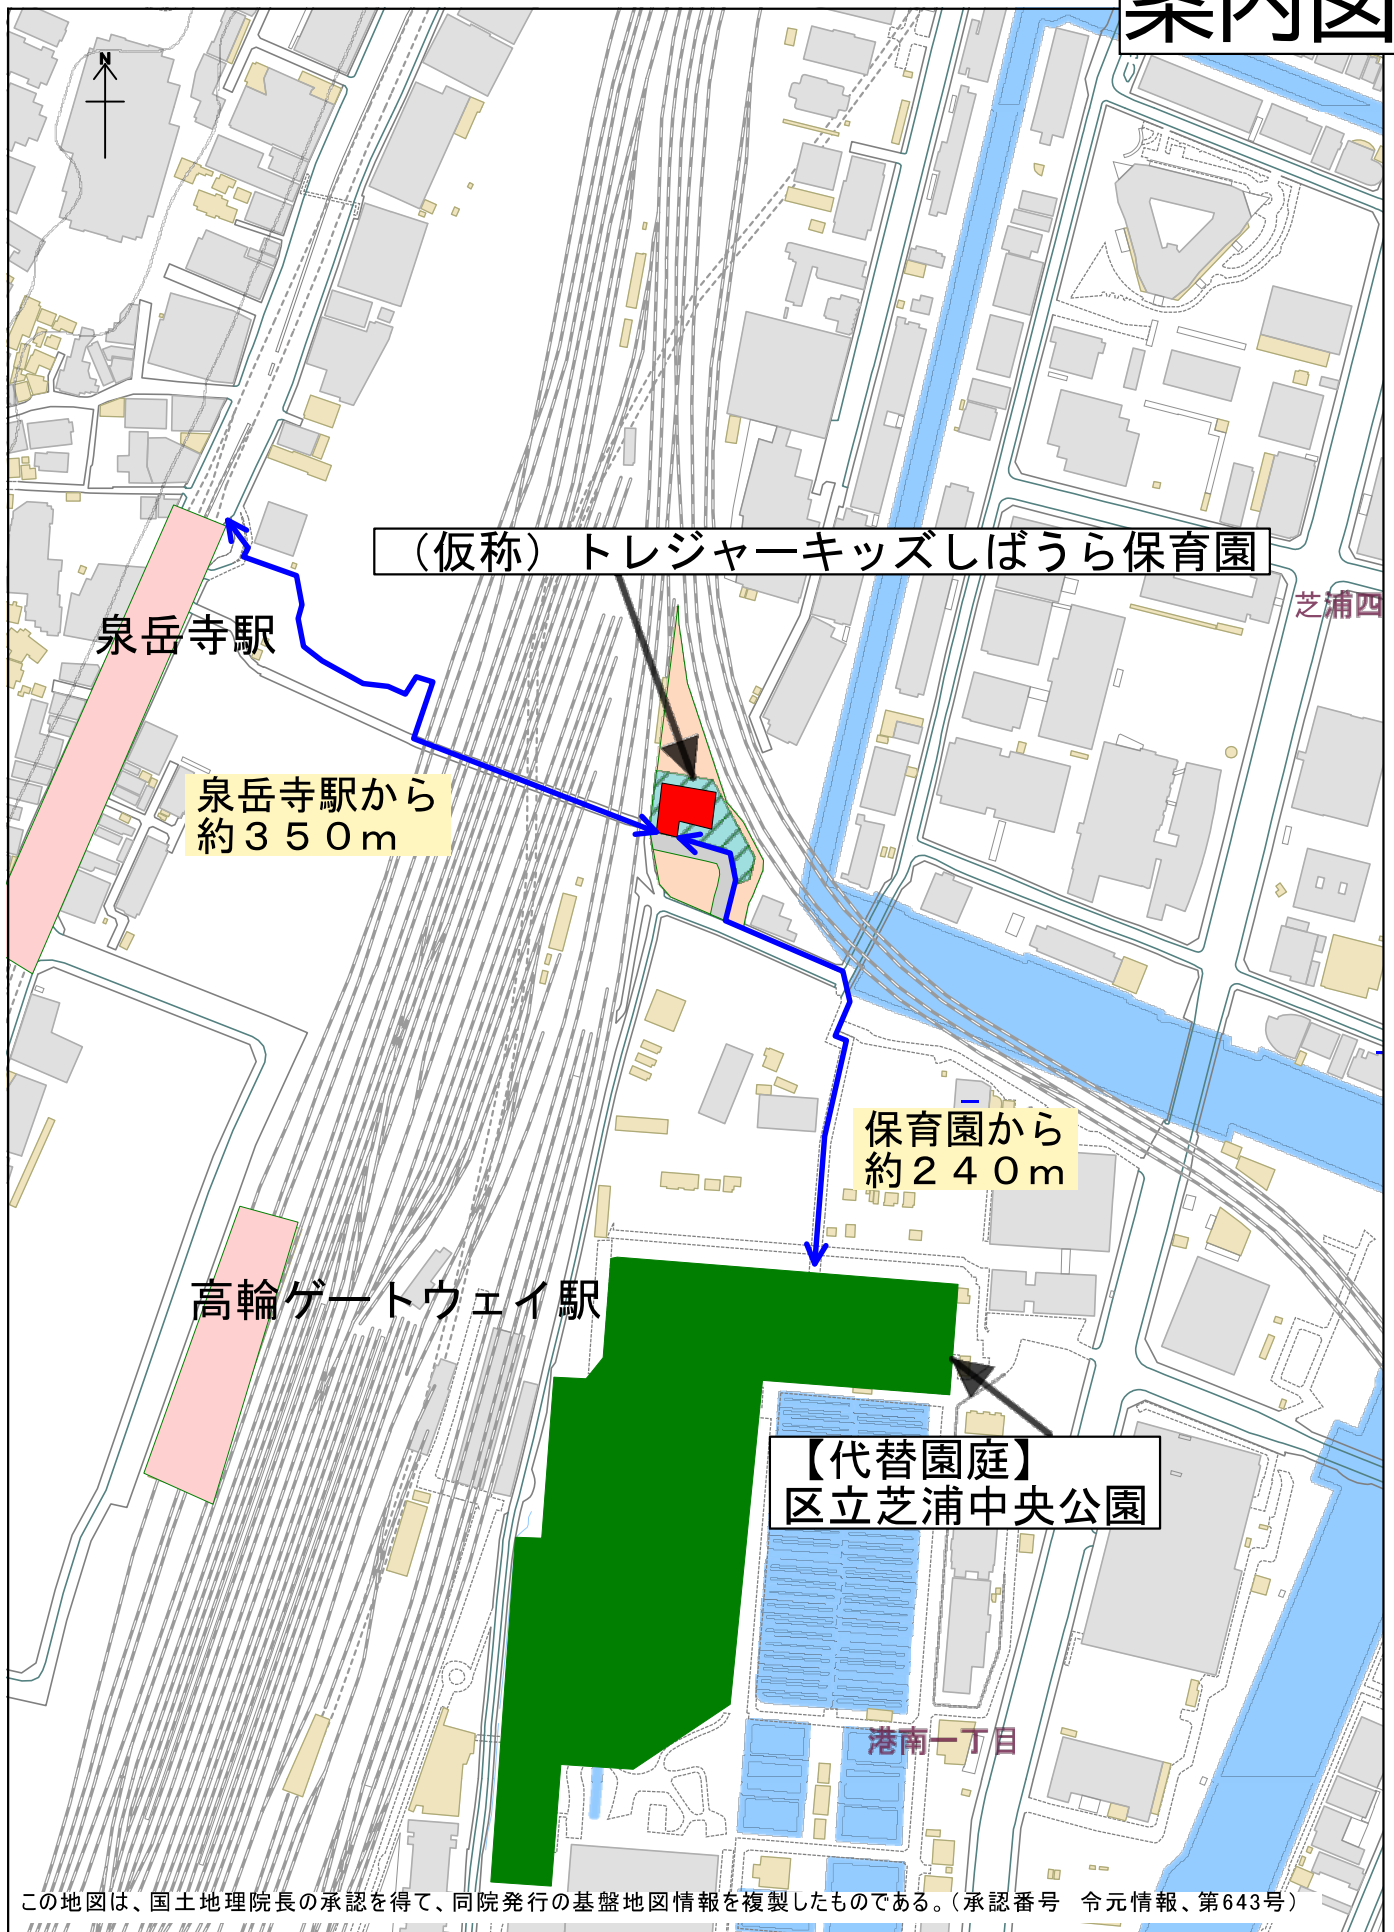 案内図
N
（仮称）トレジャーキッズしばうら保育園
芝浦四
泉岳寺駅
泉岳寺駅から
約３５０ｍ
保育園から
約２４０ｍ
高輪ゲートウェイ駅
【代替園庭】
区立芝浦中央公園
港南一丁目
この地図は、国土地理院長の承認を得て、同院発行の基盤地図情報を複製したものである。（承認番号　令元情報、第643号）